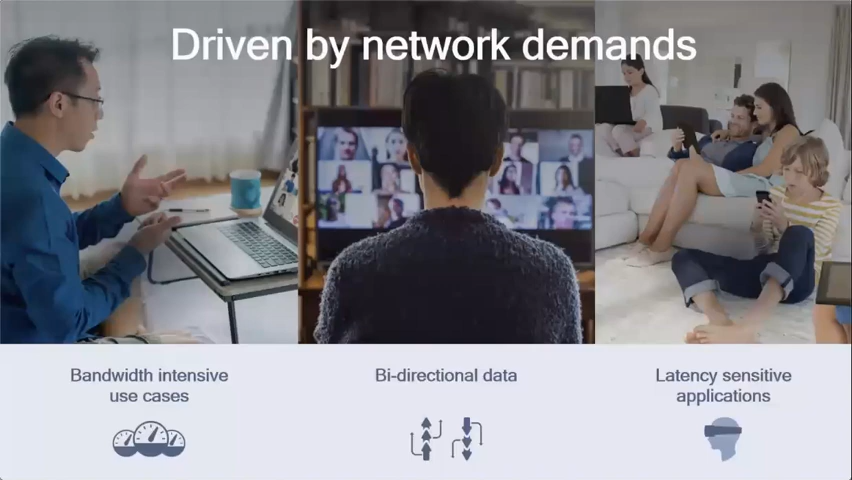 Driven by network demands
Bandwidth intensive
use cases
Bi-directional data
Latency sensitive
applications